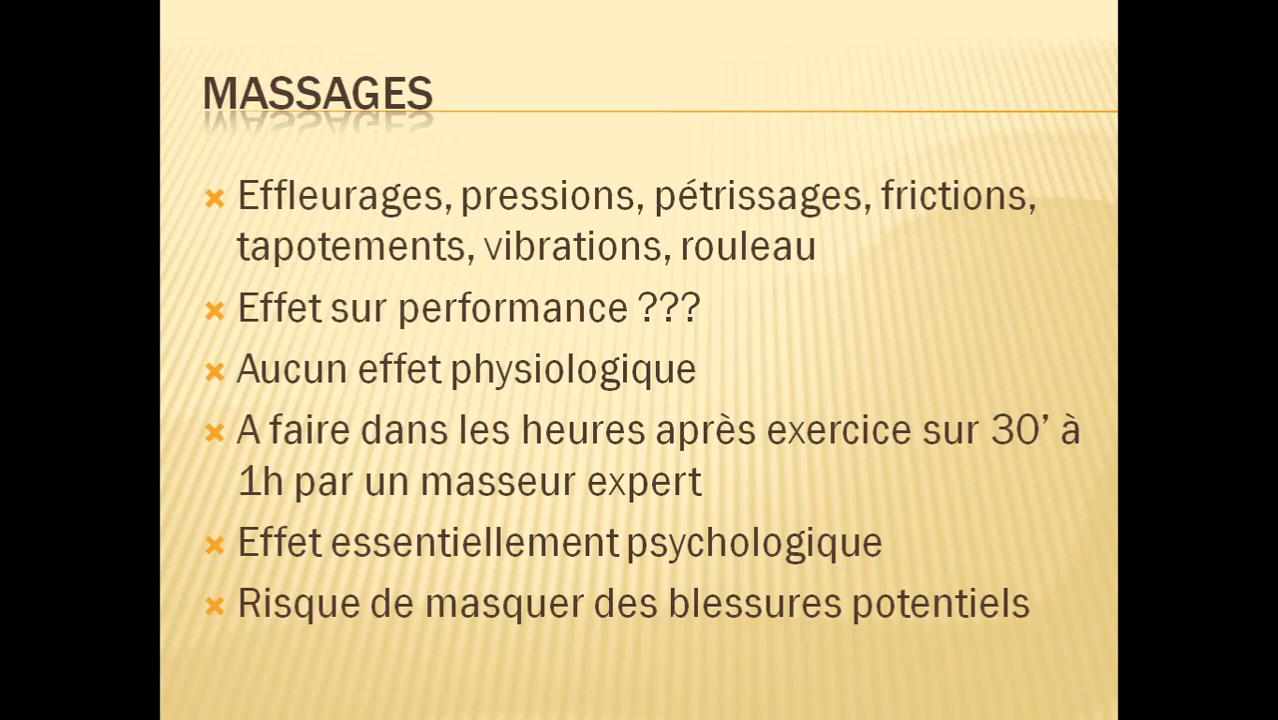 MASSAGES
Effleurages, pressions, pétrissages, frictions,
tapotements, vibrations, rouleau
Effet sur performance ???
Aucun effet physiologique
A faire dans les heures après exercice sur 30’ à
1h par un masseur expert
Effet essentiellement psychologique
Risque de masquer des blessures potentiels